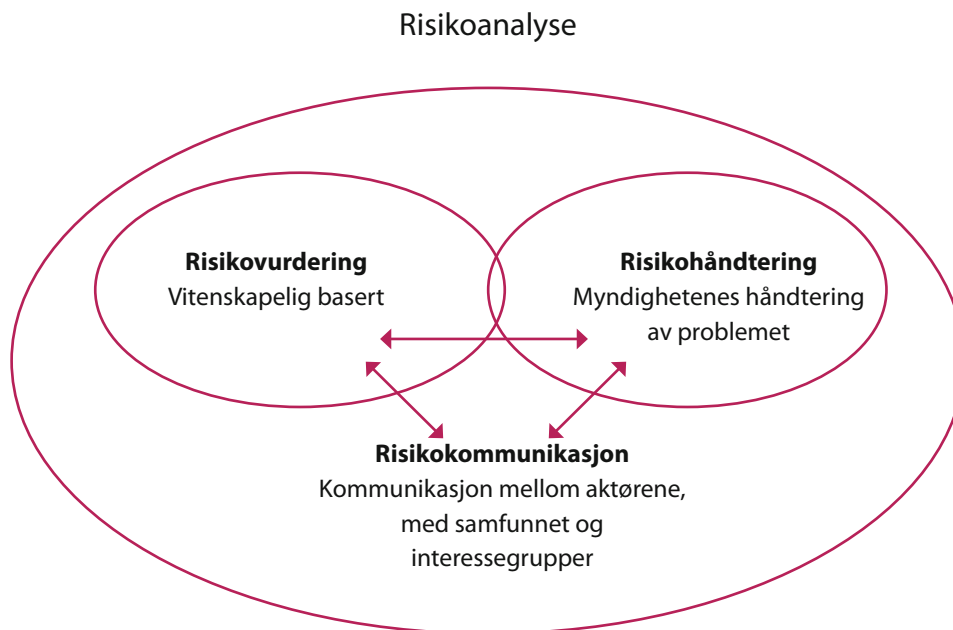 Risikoanalyse
Risikovurdering
Vitenskapelig basert
Risikohåndtering
Myndighetenes håndtering
av problemet
Risikokommunikasjon
Kommunikasjon mellom aktørene,
med samfunnet og
interessegrupper